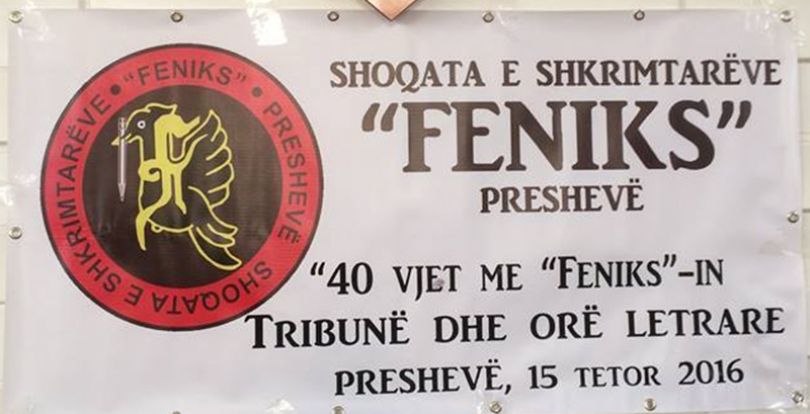 SHOQATA E SHKRIMTARËVE
"FENIKS"
PRESHEVË
"40 VJET ME "FENIKS"-IN
TRIBUNË DHE ORË LETRARE
PRESHEVË, 15 TETOR 2016
SHOQATA E SHKRIMTARËVE • "FENIKS" • PRESHEVË